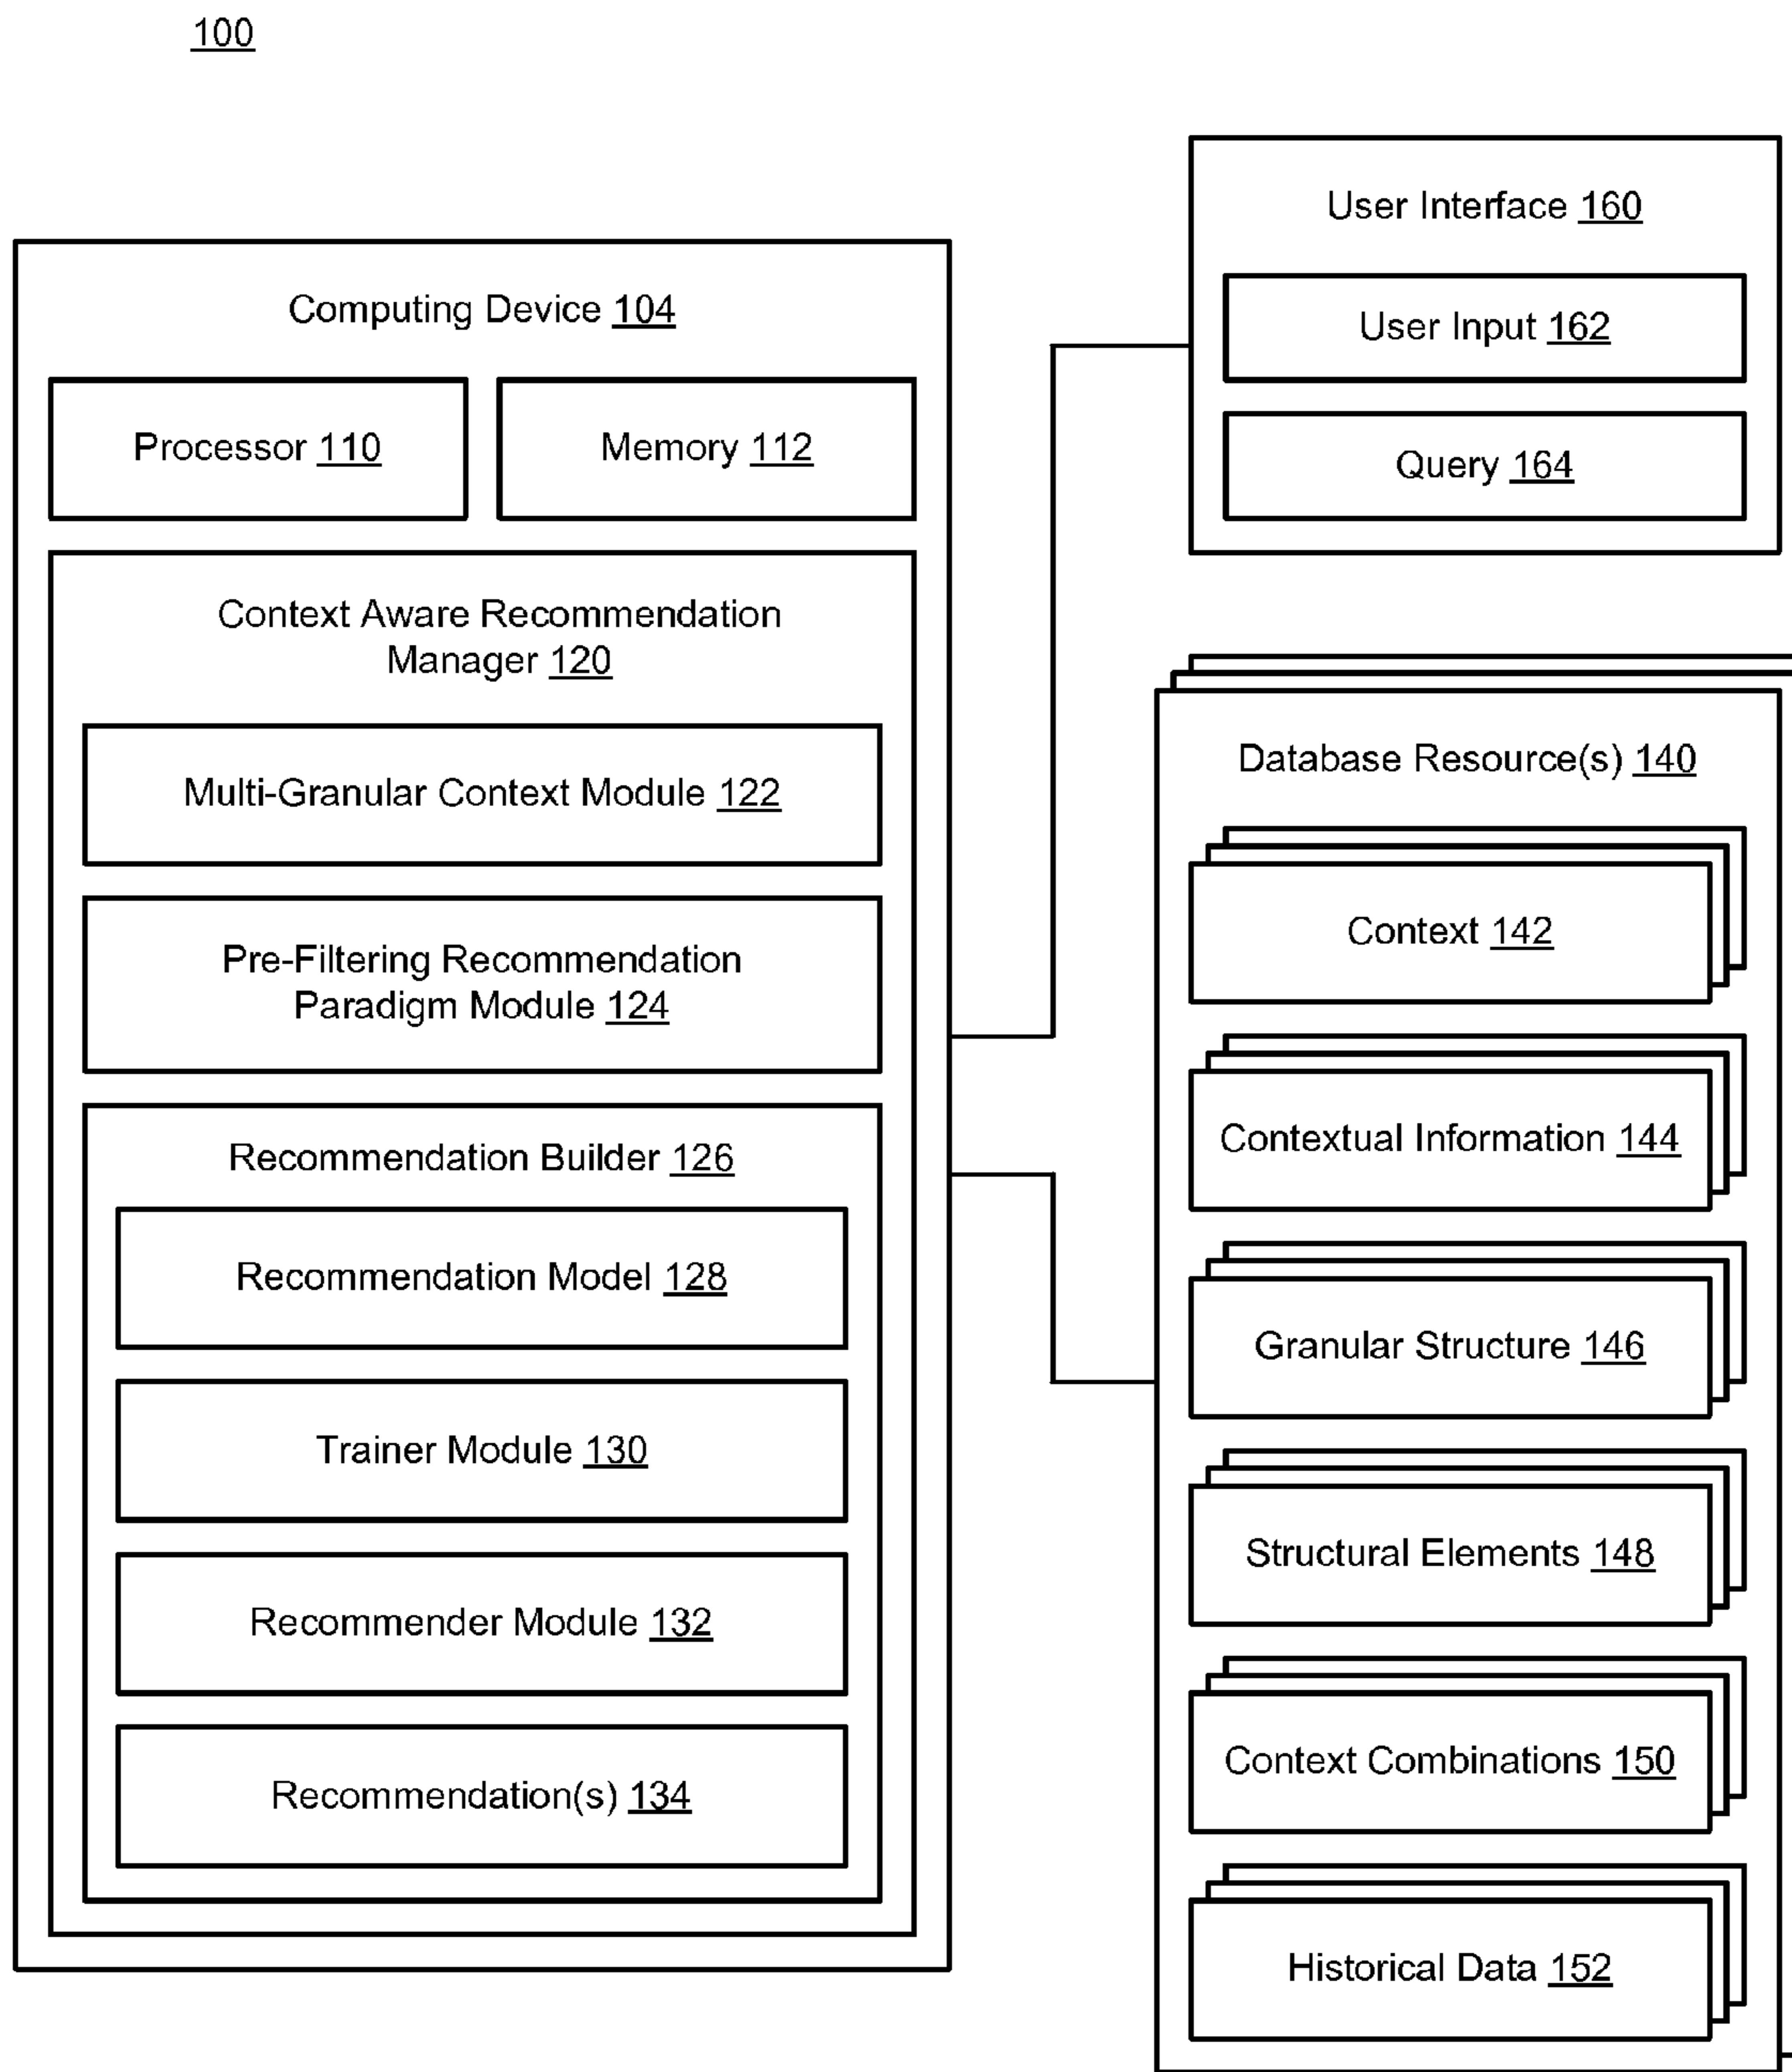 100
Computing Device 104
Processor 110
Memory 112
Context Aware Recommendation
Manager 120
Multi-Granular Context Module 122
Pre-Filtering Recommendation
Paradigm Module 124
Recommendation Builder 126
Recommendation Model 128
Trainer Module 130
Recommender Module 132
Recommendation(s) 134
User Interface 160
User Input 162
Query 164
Database Resource(s) 140
Context 142
Contextual Information 144
Granular Structure 146
Structural Elements 148
Context Combinations 150
Historical Data 152